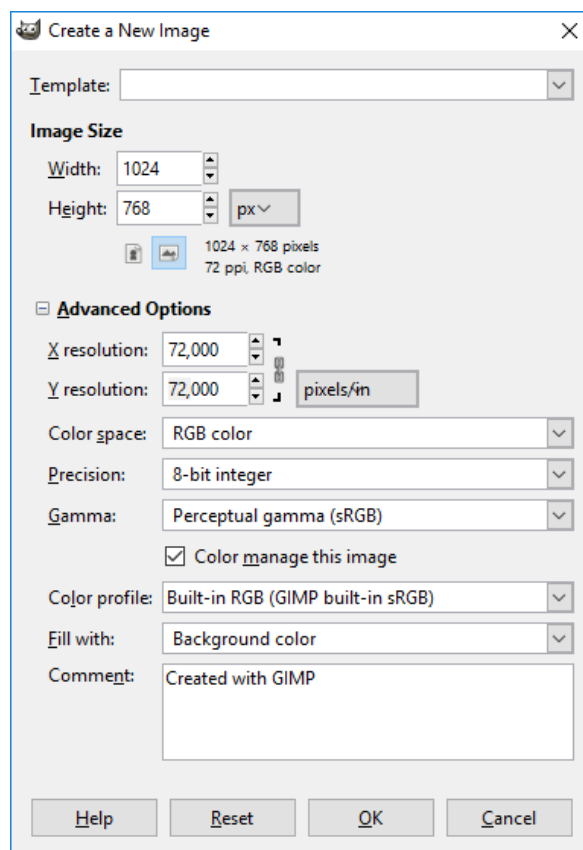 Create a New Image
Template:
Image Size
Width: 1024
Height: 768 px
1024 × 768 pixels
72 ppi, RGB color
Advanced Options
X resolution: 72,000
Y resolution: 72,000 pixels/in
Color space: RGB color
Precision: 8-bit integer
Gamma: Perceptual gamma (sRGB)
Color manage this image
Color profile: Built-in RGB (GIMP built-in sRGB)
Fill with: Background color
Comment: Created with GIMP
Help Reset OK Cancel